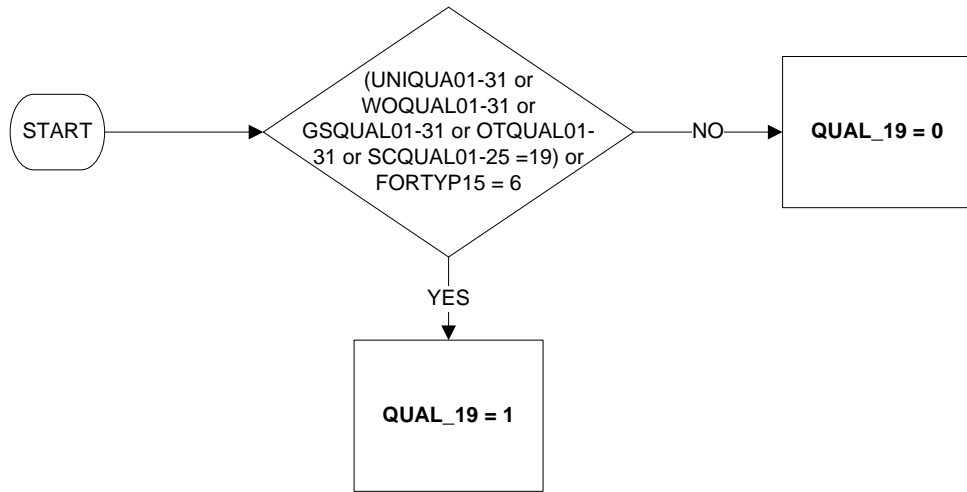 START
(UNIQUA01-31 or
WOQUAL01-31 or
GSQUAL01-31 or OTQUAL01-
31 or SCQUAL01-25 =19) or
FORTYP15 = 6
NO
QUAL_19 = 0
YES
QUAL_19 = 1